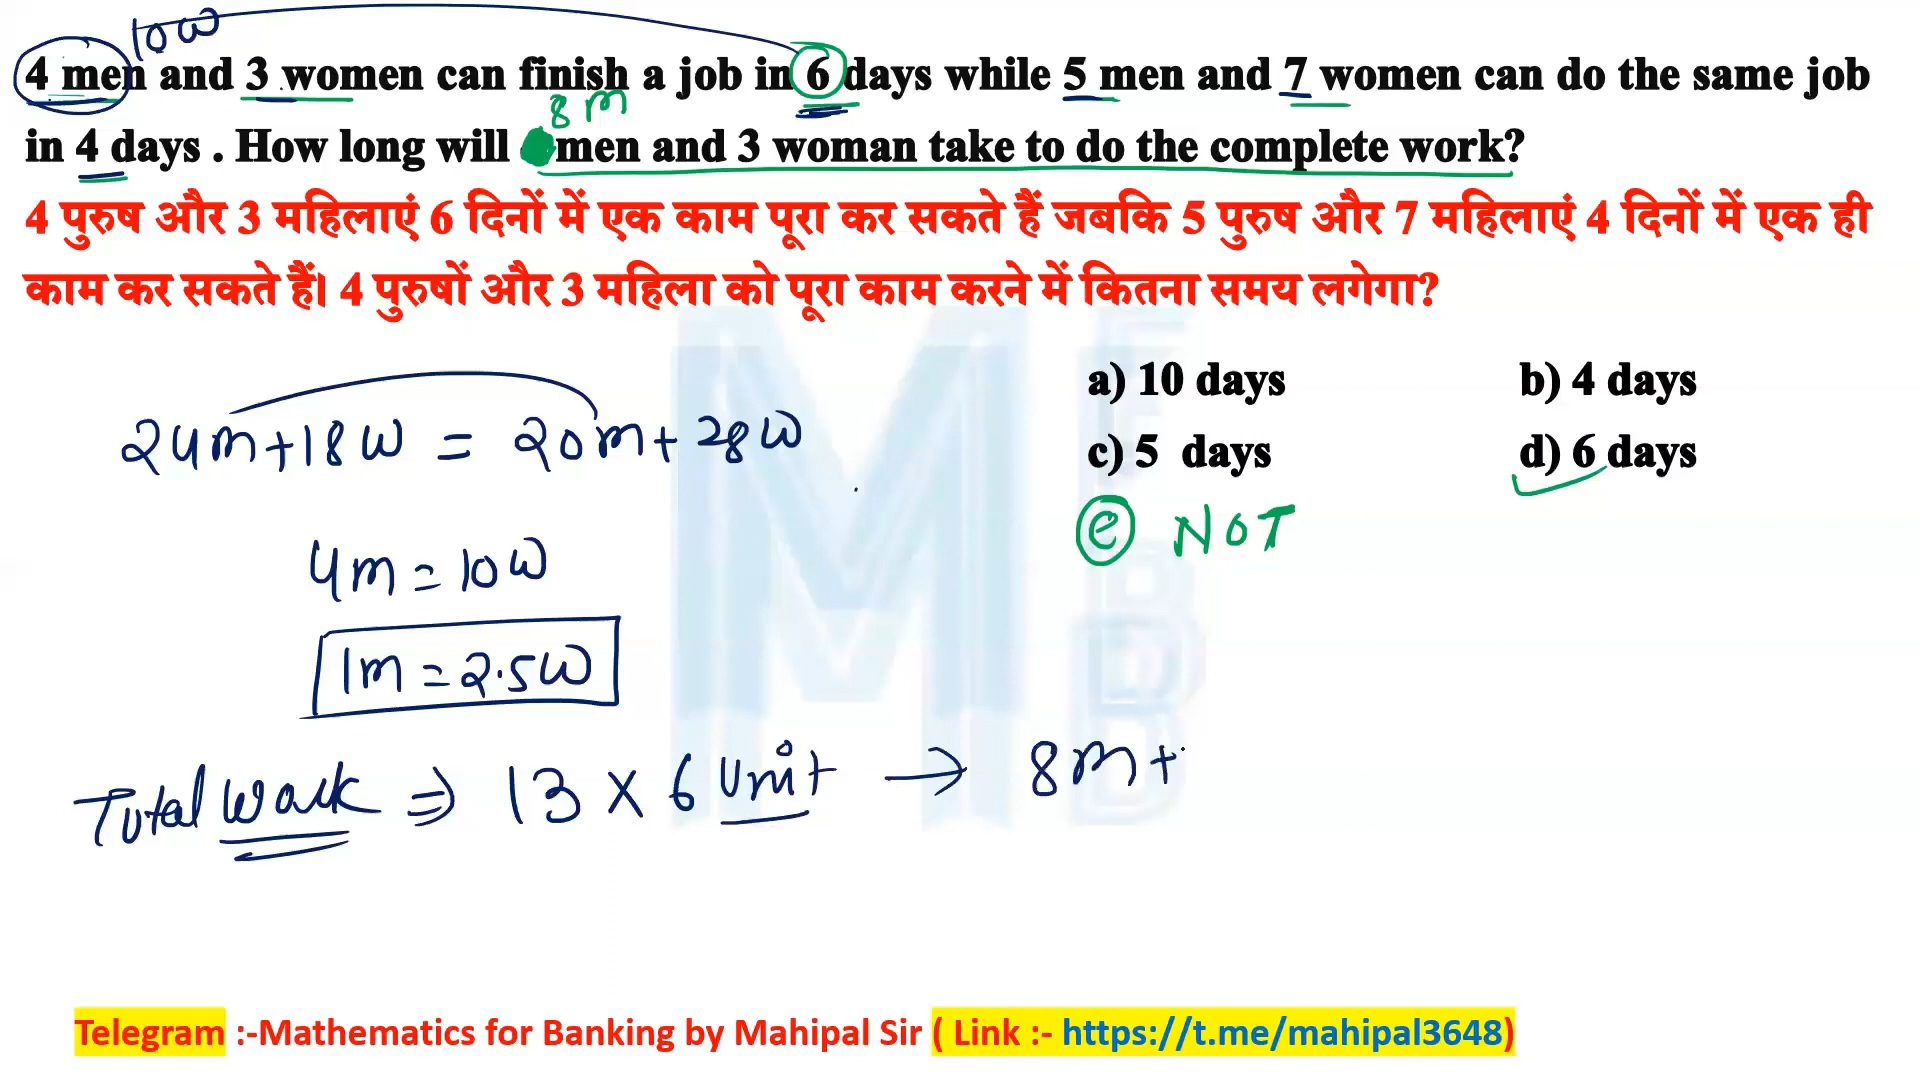 10W
4 men and 3 women can finish a job in 6 days while 5 men and 7 women can do the same job
8 m
in 4 days . How long will men and 3 woman take to do the complete work?
4 पुरुष और 3 महिलाएं 6 दिनों में एक काम पूरा कर सकते हैं जबकि 5 पुरुष और 7 महिलाएं 4 दिनों में एक ही
काम कर सकते हैं। 4 पुरुषों और 3 महिला को पूरा काम करने में कितना समय लगेगा?
a) 10 days b) 4 days
c) 5 days d) 6 days
e NOT
24m+18W = 20m+28W
4m = 10W
1m = 2.5W
Total Work ⇒ 13 × 6 Unit → 8m+
MFBD
Telegram :-Mathematics for Banking by Mahipal Sir ( Link :- https://t.me/mahipal3648)